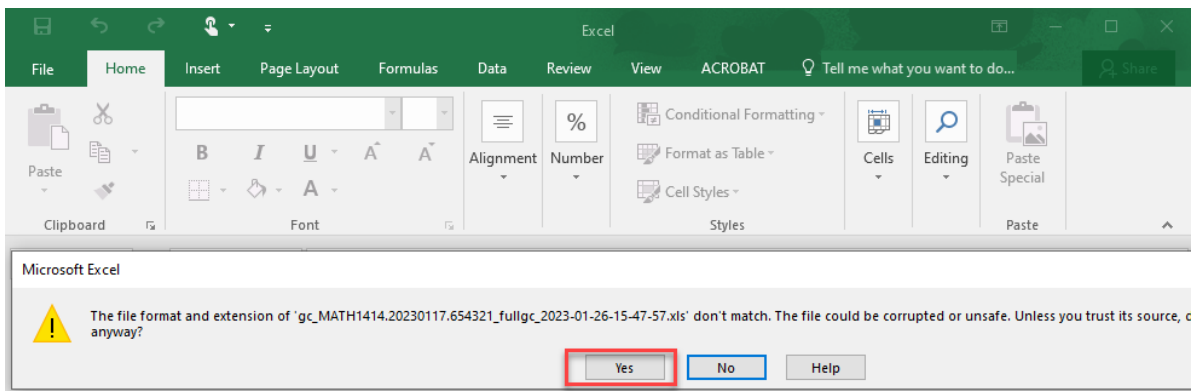 Excel
File Home Insert Page Layout Formulas Data Review View ACROBAT Tell me what you want to do... Share
Paste
B I U A A
A
Alignment
%
Number
Conditional Formatting
Format as Table
Cell Styles
Cells
Editing
Paste
Special
Clipboard Font Styles Paste
Microsoft Excel
The file format and extension of 'gc_MATH1414.20230117.654321_fullgc_2023-01-26-15-47-57.xls' don't match. The file could be corrupted or unsafe. Unless you trust its source,
anyway?
Yes No Help